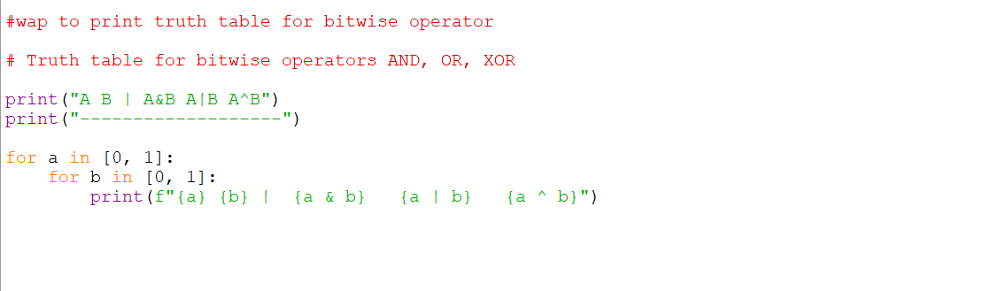 #wap to print truth table for bitwise operator
# Truth table for bitwise operators AND, OR, XOR
print("A B | A&B A|B A^B")
print("-------------------")
for a in [0, 1]:
    for b in [0, 1]:
        print(f"{a} {b} |  {a & b}   {a | b}   {a ^ b}")